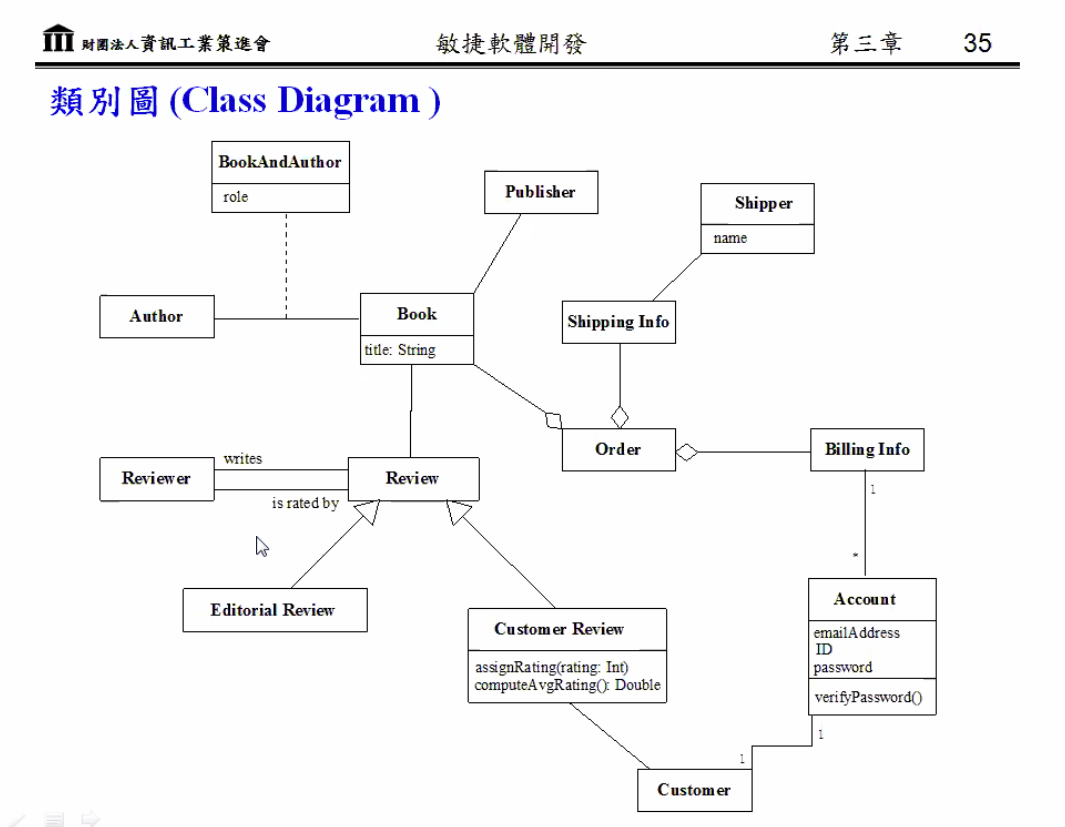 財團法人資訊工業策進會 敏捷軟體開發 第三章 35
類別圖 (Class Diagram )
BookAndAuthor
role
Publisher
Shipper
name
Author
Book
title: String
Shipping Info
Order
Billing Info
Reviewer
writes
is rated by
Review
1
*
Editorial Review
Customer Review
assignRating(rating: Int)
computeAvgRating(): Double
Account
emailAddress
ID
password
verifyPassword()
1
1
Customer